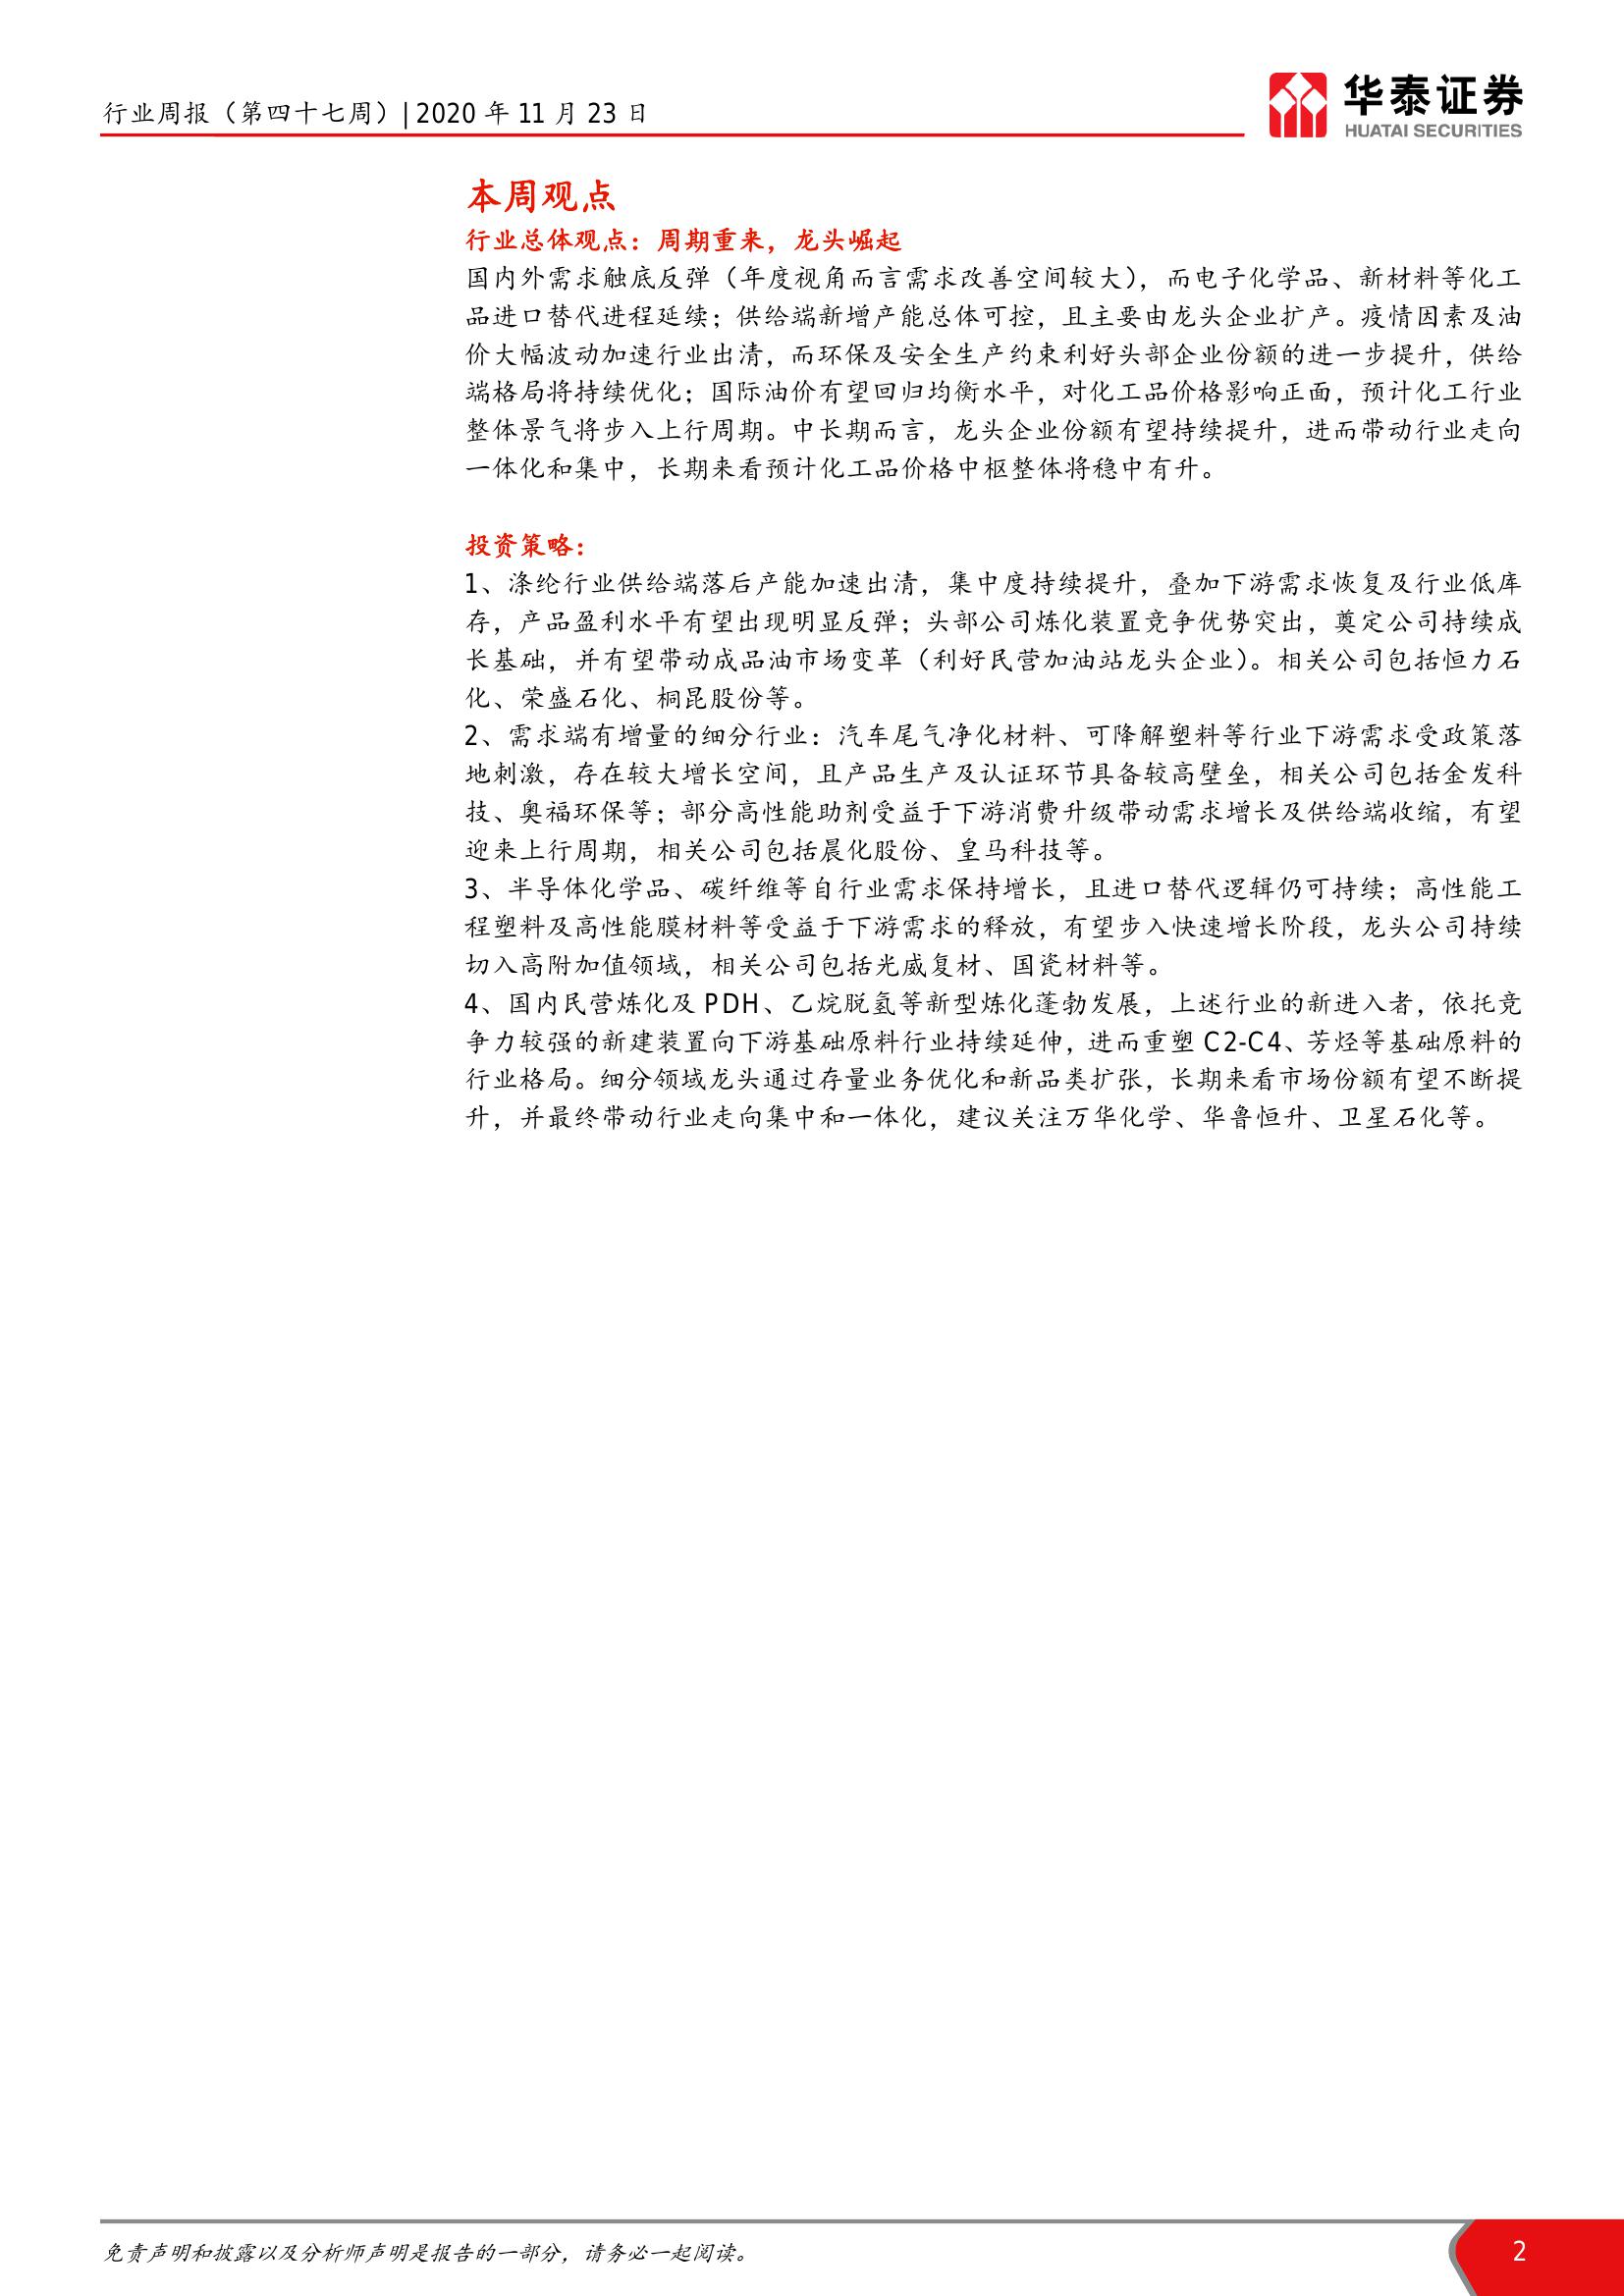 行业周报（第四十七周）| 2020 年 11 月 23 日
华泰证券
HUATAI SECURITIES
本周观点
行业总体观点：周期重来，龙头崛起
国内外需求触底反弹（年度视角而言需求改善空间较大），而电子化学品、新材料等化工
品进口替代进程延续；供给端新增产能总体可控，且主要由龙头企业扩产。疫情因素及油
价大幅波动加速行业出清，而环保及安全生产约束利好头部企业份额的进一步提升，供给
端格局将持续优化；国际油价有望回归均衡水平，对化工品价格影响正面，预计化工行业
整体景气将步入上行周期。中长期而言，龙头企业份额有望持续提升，进而带动行业走向
一体化和集中，长期来看预计化工品价格中枢整体将稳中有升。
投资策略：
1、涤纶行业供给端落后产能加速出清，集中度持续提升，叠加下游需求恢复及行业低库
存，产品盈利水平有望出现明显反弹；头部公司炼化装置竞争优势突出，奠定公司持续成
长基础，并有望带动成品油市场变革（利好民营加油站龙头企业）。相关公司包括恒力石
化、荣盛石化、桐昆股份等。
2、需求端有增量的细分行业：汽车尾气净化材料、可降解塑料等行业下游需求受政策落
地刺激，存在较大增长空间，且产品生产及认证环节具备较高壁垒，相关公司包括金发科
技、奥福环保等；部分高性能助剂受益于下游消费升级带动需求增长及供给端收缩，有望
迎来上行周期，相关公司包括晨化股份、皇马科技等。
3、半导体化学品、碳纤维等自行业需求保持增长，且进口替代逻辑仍可持续；高性能工
程塑料及高性能膜材料等受益于下游需求的释放，有望步入快速增长阶段，龙头公司持续
切入高附加值领域，相关公司包括光威复材、国瓷材料等。
4、国内民营炼化及 PDH、乙烷脱氢等新型炼化蓬勃发展，上述行业的新进入者，依托竞
争力较强的新建装置向下游基础原料行业持续延伸，进而重塑 C2-C4、芳烃等基础原料的
行业格局。细分领域龙头通过存量业务优化和新品类扩张，长期来看市场份额有望不断提
升，并最终带动行业走向集中和一体化，建议关注万华化学、华鲁恒升、卫星石化等。
免责声明和披露以及分析师声明是报告的一部分，请务必一起阅读。
2